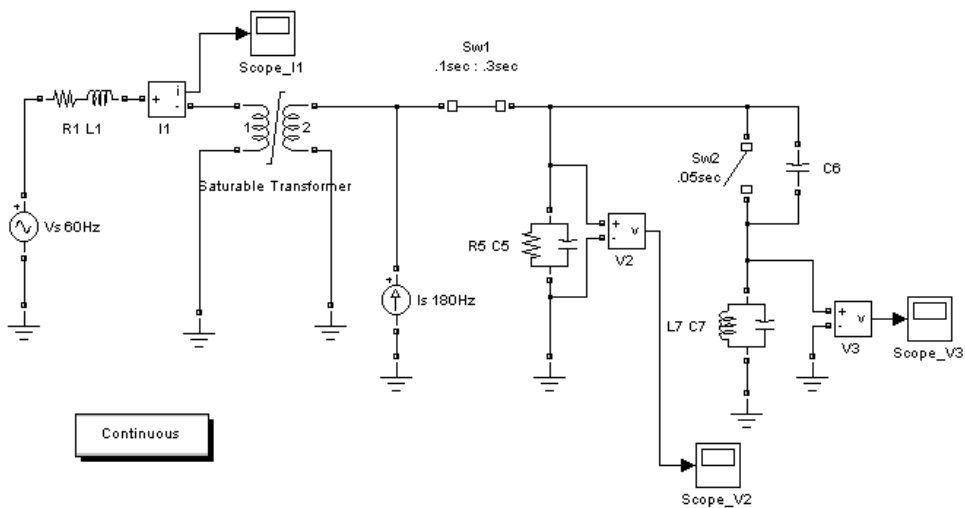 Scope_I1
Sw1
.1sec : .3sec
i
+
-
R1 L1
I1
1
2
Saturable Transformer
Sw2
.05sec
C6
+
Vs 60Hz
R5 C5
+
-
v
V2
+
Is 180Hz
L7 C7
+
-
v
V3
Scope_V3
Continuous
Scope_V2